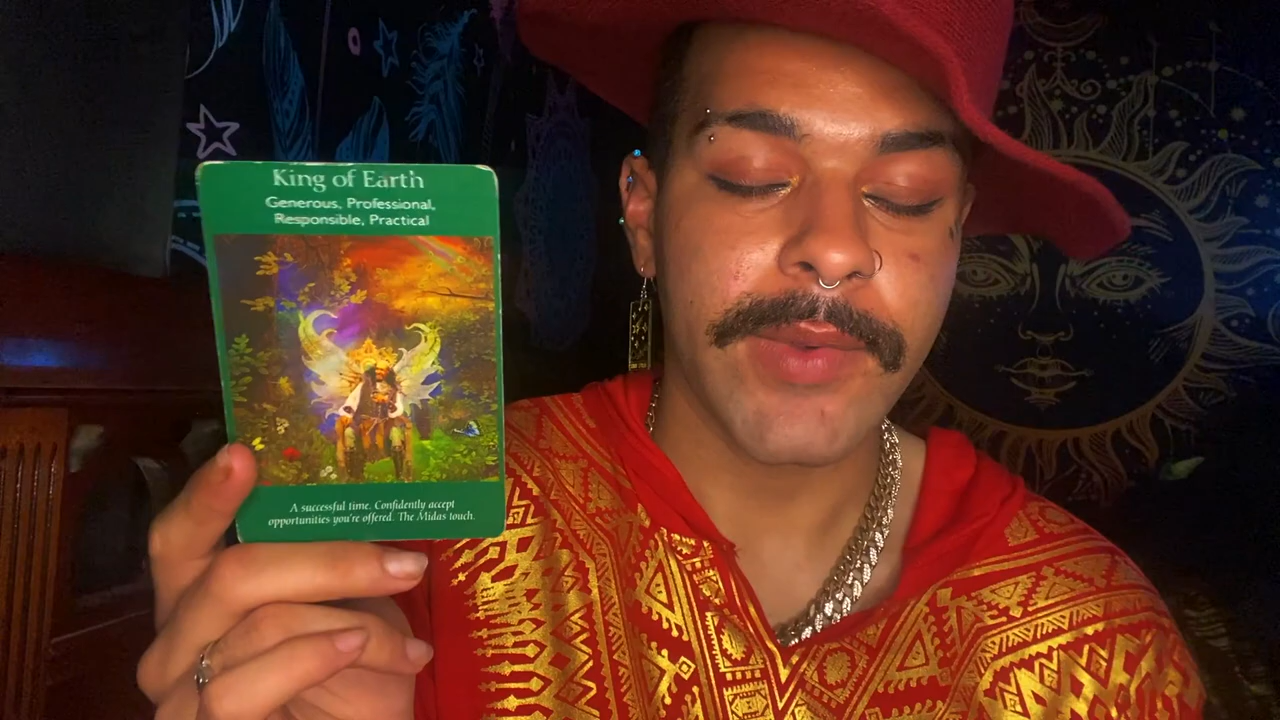 King of Earth
Generous, Professional,
Responsible, Practical
A successful time. Confidently accept
opportunities you're offered. The Midas touch.